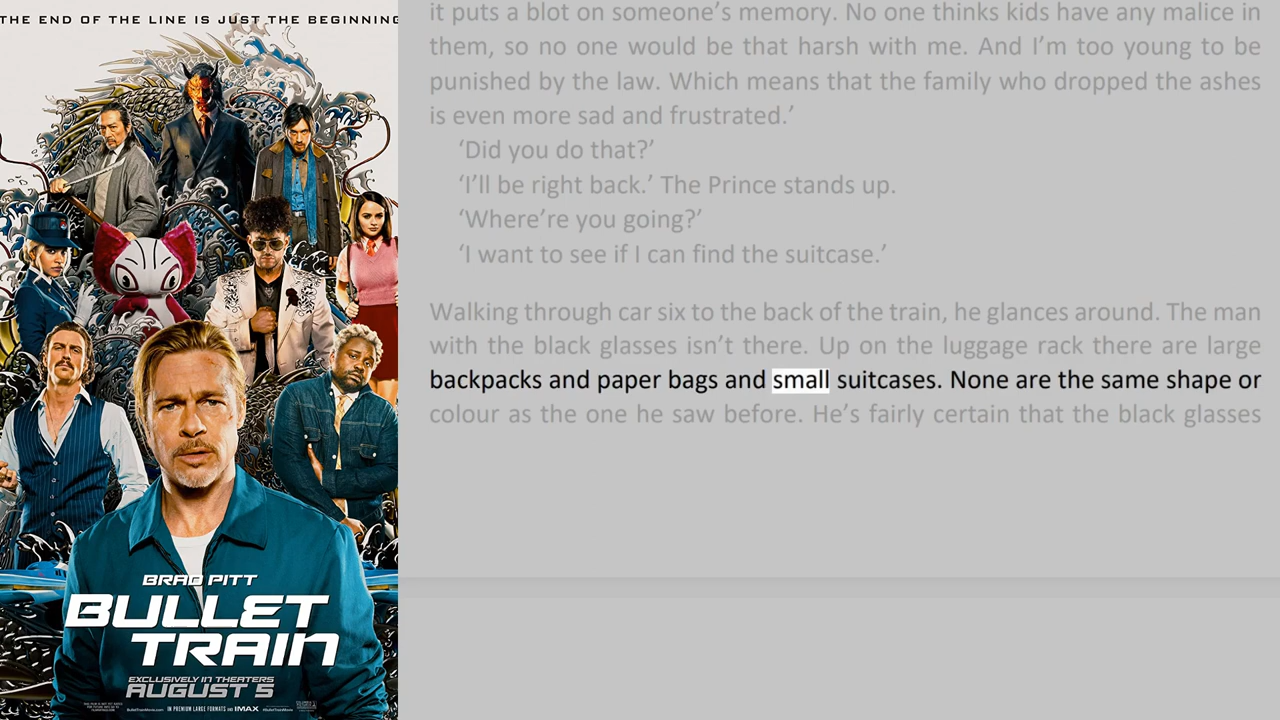 THE END OF THE LINE IS JUST THE BEGINNING
BRAD PITT
BULLET
TRAIN
EXCLUSIVELY IN THEATERS
AUGUST 5
BulletTrainMovie.com
IN PREMIUM LARGE FORMATS AND IMAX
#BulletTrainMovie
it puts a blot on someone’s memory. No one thinks kids have any malice in
them, so no one would be that harsh with me. And I’m too young to be
punished by the law. Which means that the family who dropped the ashes
is even more sad and frustrated.’
‘Did you do that?’
‘I’ll be right back.’ The Prince stands up.
‘Where’re you going?’
‘I want to see if I can find the suitcase.’
Walking through car six to the back of the train, he glances around. The man
with the black glasses isn’t there. Up on the luggage rack there are large
backpacks and paper bags and small suitcases. None are the same shape or
colour as the one he saw before. He’s fairly certain that the black glasses